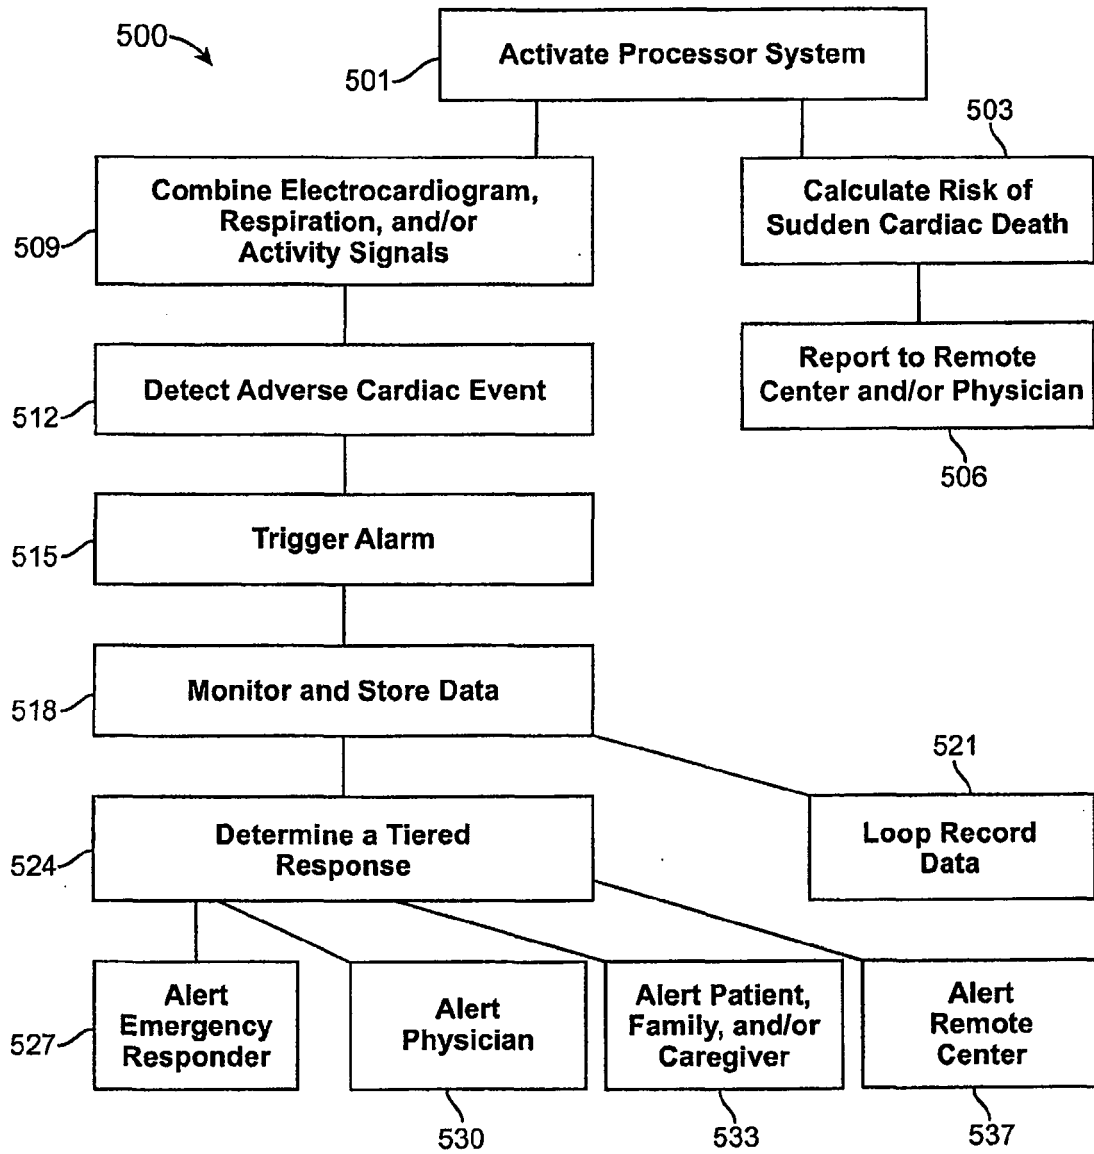 500
Activate Processor System
501
503
Combine Electrocardiogram,
Respiration, and/or
Activity Signals
509
Calculate Risk of
Sudden Cardiac Death
Report to Remote
Center and/or Physician
506
Detect Adverse Cardiac Event
512
Trigger Alarm
515
Monitor and Store Data
518
521
Loop Record
Data
Determine a Tiered
Response
524
Alert
Emergency
Responder
527
Alert
Physician
530
Alert Patient,
Family, and/or
Caregiver
533
Alert
Remote
Center
537